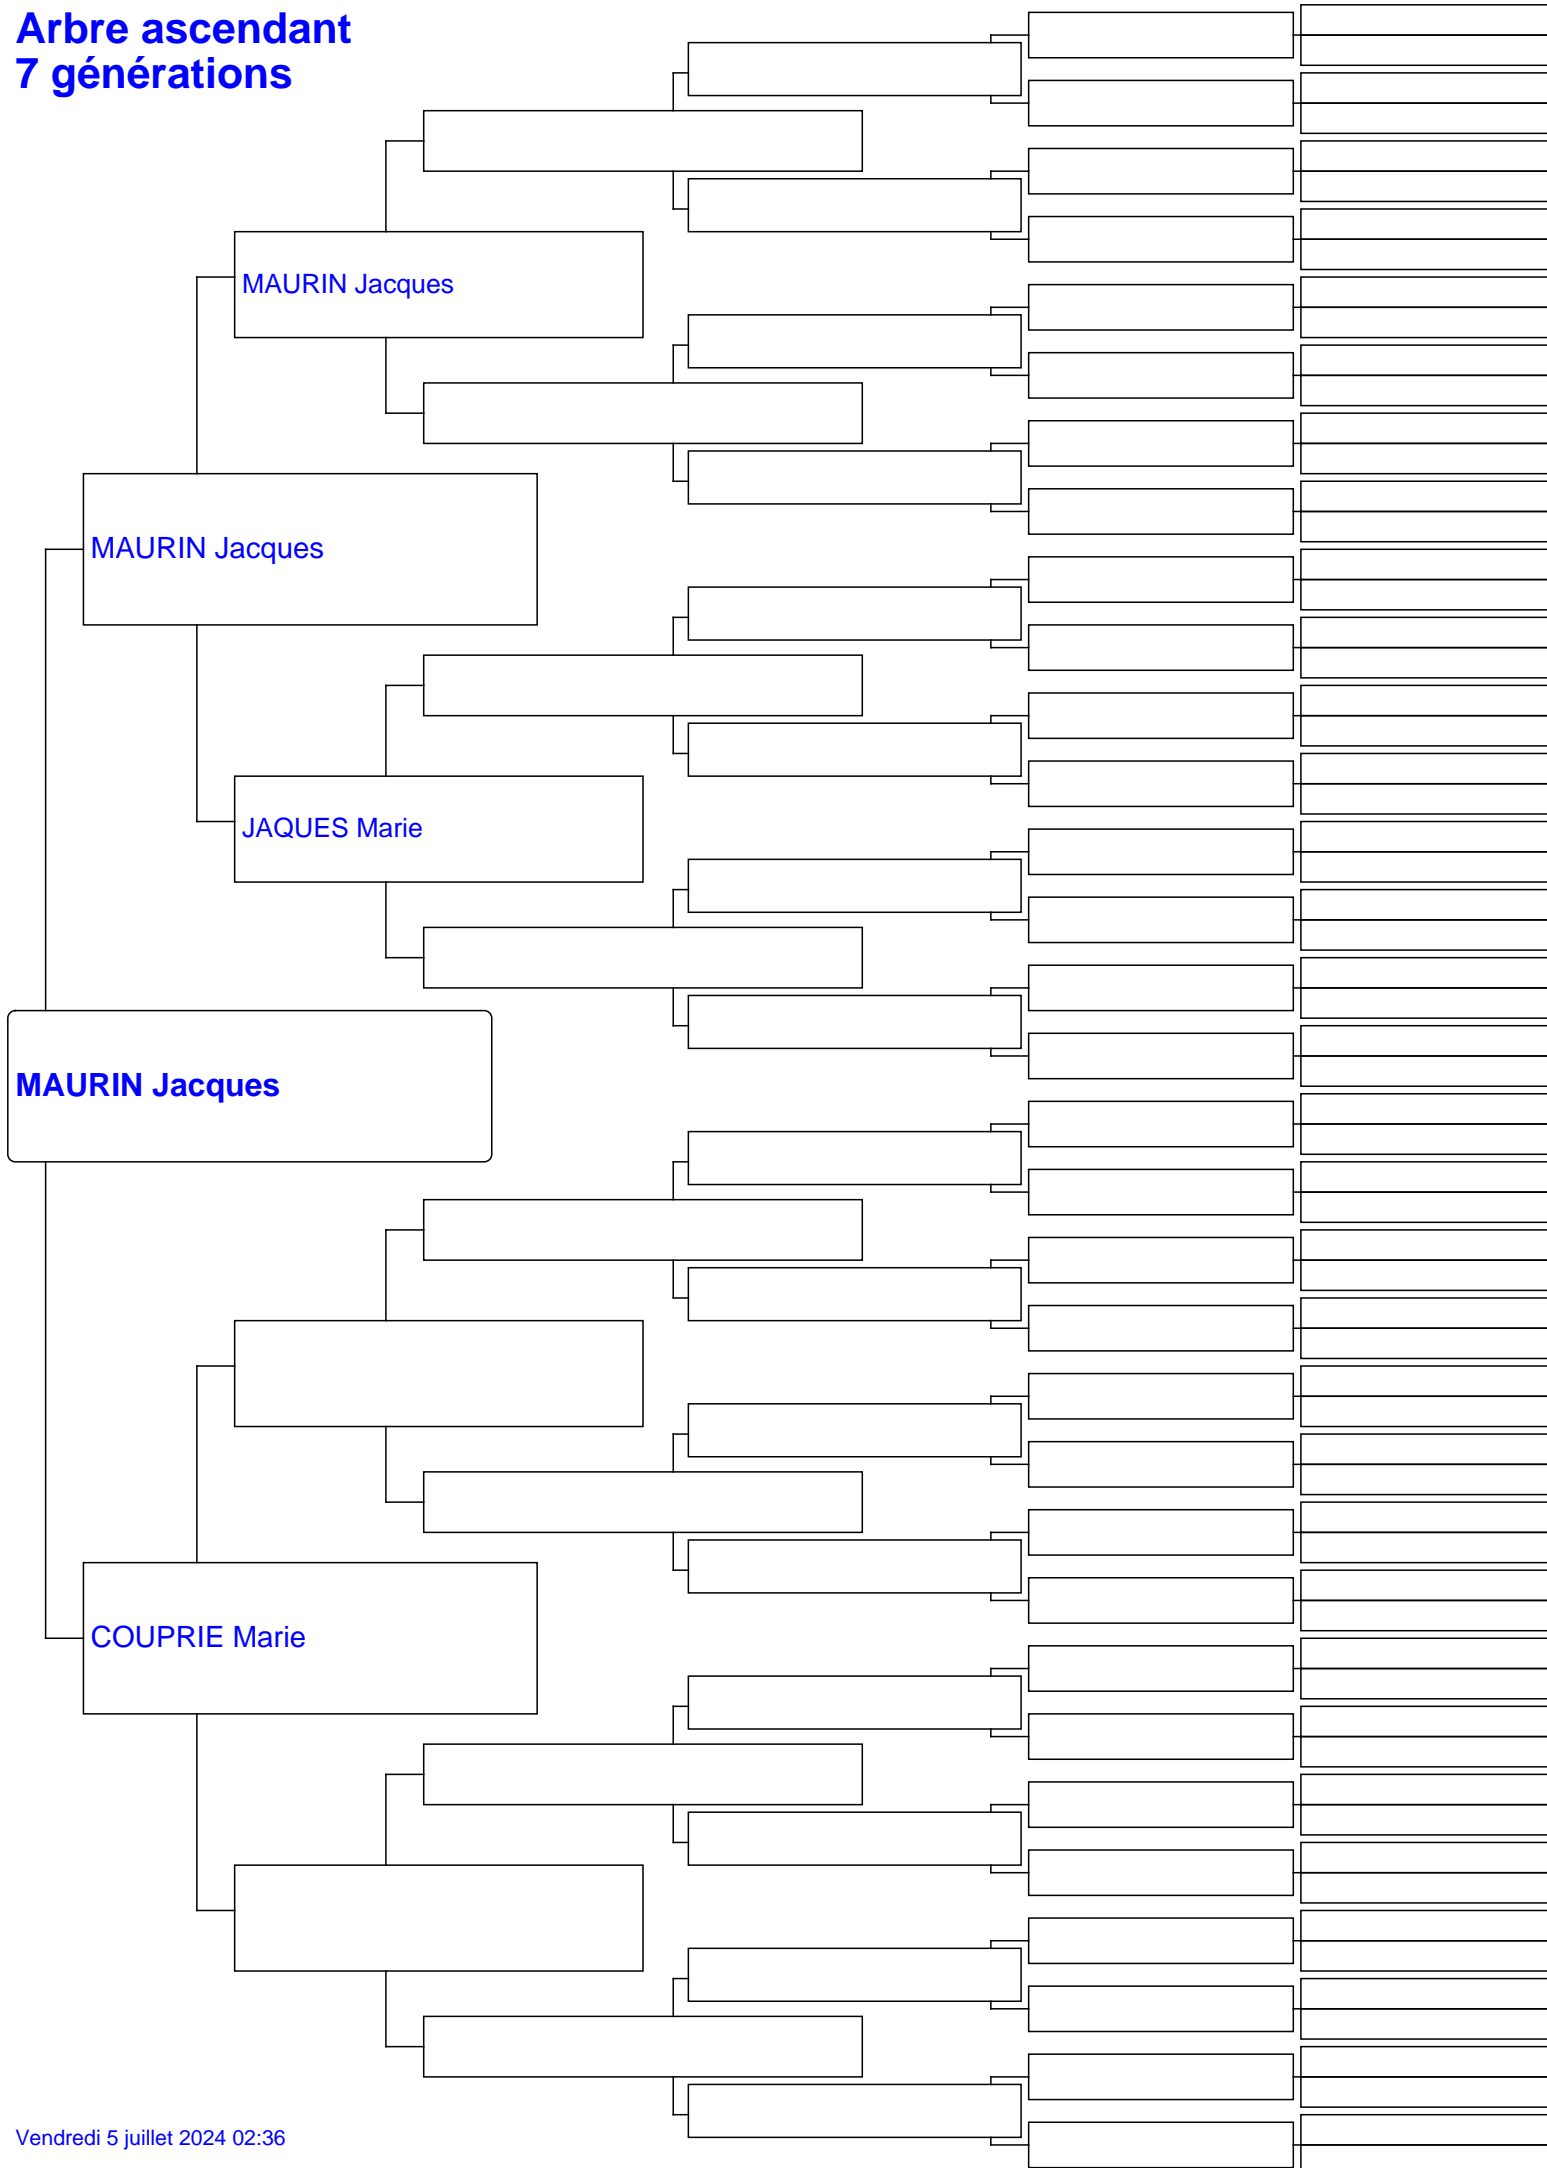 Arbre ascendant
7 générations
MAURIN Jacques
MAURIN Jacques
JAQUES Marie
MAURIN Jacques
COUPRIE Marie
Vendredi 5 juillet 2024 02:36